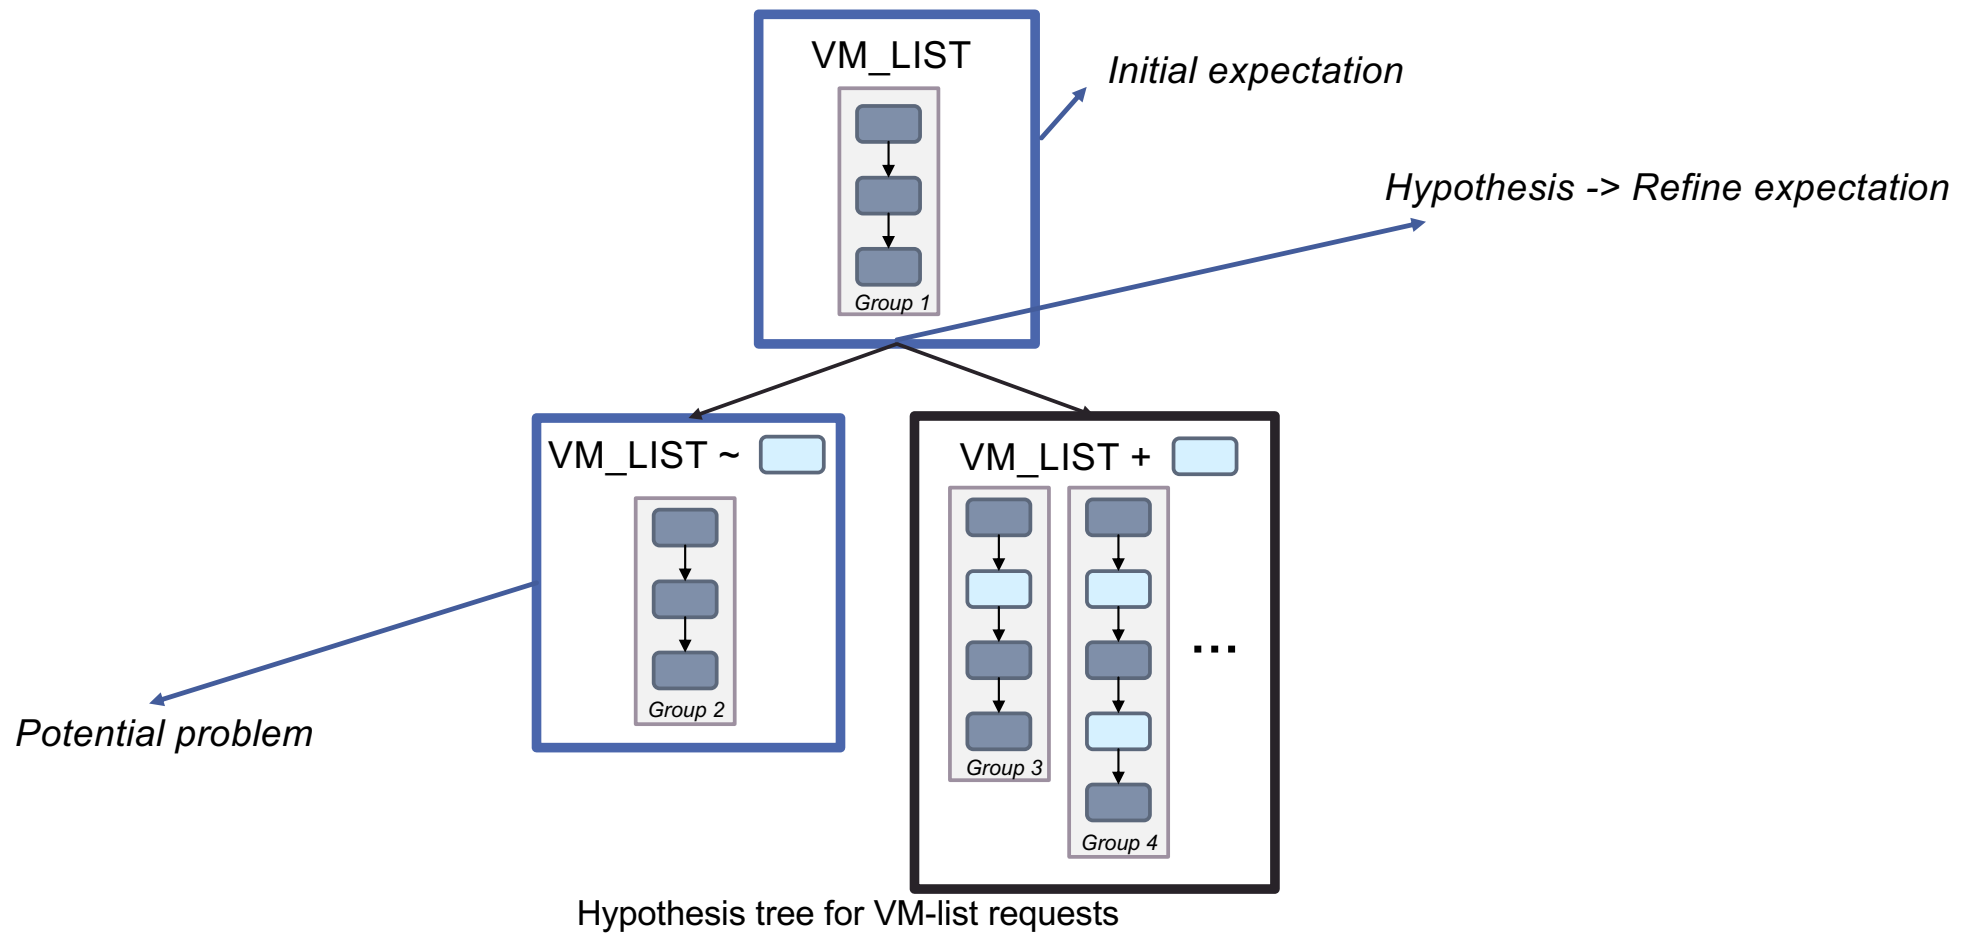 VM_LIST
Initial expectation
Group 1
Hypothesis -> Refine expectation
VM_LIST ~
Group 2
Potential problem
VM_LIST +
Group 3
Group 4
...
Hypothesis tree for VM-list requests